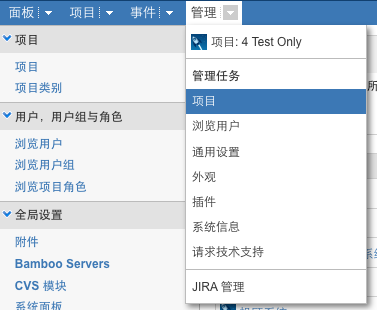 面板 项目 事件 管理
项目
项目
项目类别
用户，用户组与角色
浏览用户
浏览用户组
浏览项目角色
全局设置
附件
Bamboo Servers
CVS 模块
系统面板
项目: 4 Test Only
管理任务
项目
浏览用户
通用设置
外观
插件
系统信息
请求技术支持
JIRA 管理
所